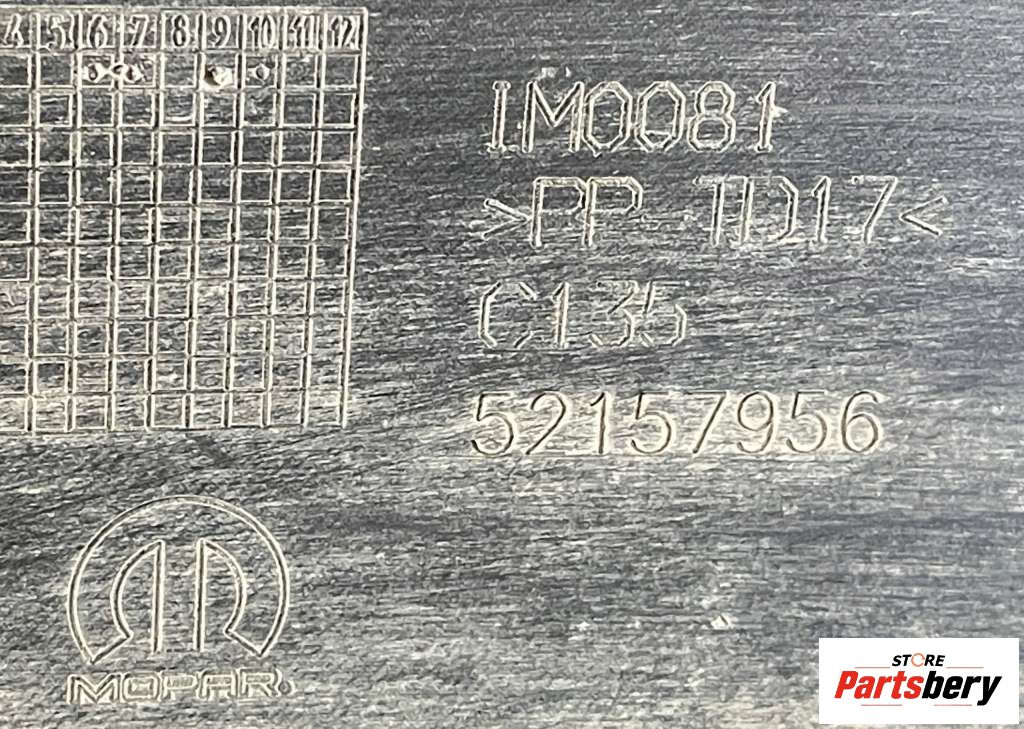 4 5 6 7 8 9 10 11 12
1M0081
>PP TD17<
C135
52157956
MOPAR
STORE
Partsbery